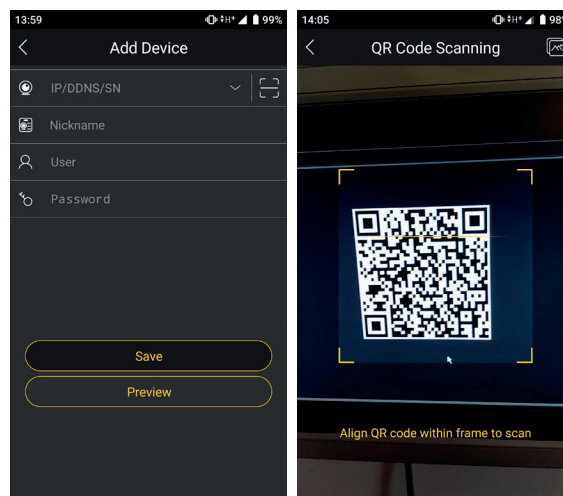 13:59
H+
99%
Add Device
IP/DDNS/SN
Nickname
User
Password
Save
Preview
14:05
H+
98%
QR Code Scanning
Align QR code within frame to scan